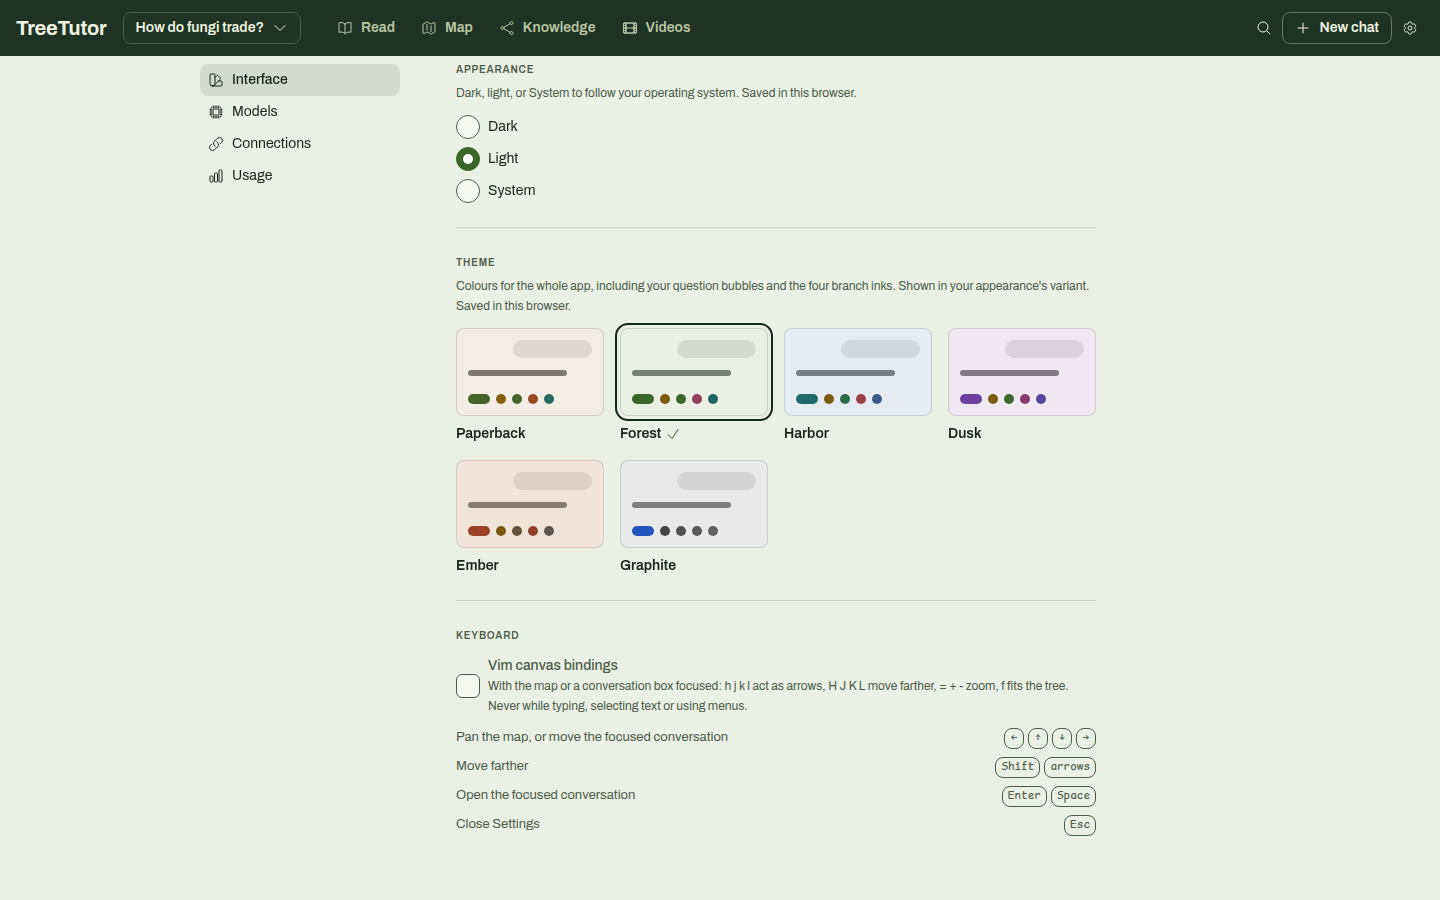 TreeTutor
How do fungi trade?
Read
Map
Knowledge
Videos
New chat
Interface
Models
Connections
Usage
APPEARANCE
Dark, light, or System to follow your operating system. Saved in this browser.
Dark
Light
System
THEME
Colours for the whole app, including your question bubbles and the four branch inks. Shown in your appearance's variant.
Saved in this browser.
Paperback
Forest
Harbor
Dusk
Ember
Graphite
KEYBOARD
Vim canvas bindings
With the map or a conversation box focused: h j k l act as arrows, H J K L move farther, = + - zoom, f fits the tree.
Never while typing, selecting text or using menus.
Pan the map, or move the focused conversation ← ↑ ↓ →
Move farther Shift arrows
Open the focused conversation Enter Space
Close Settings Esc